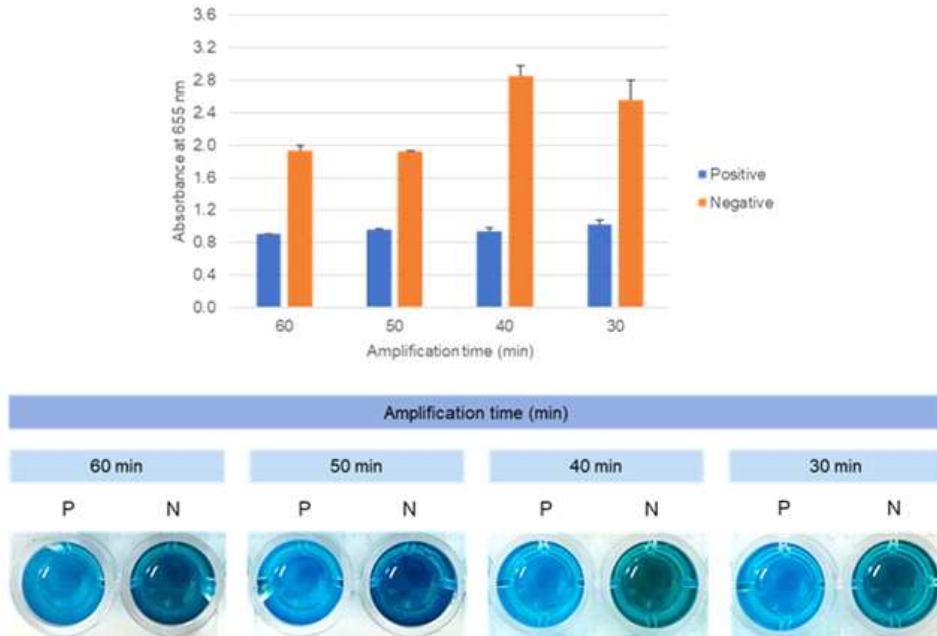 3.6
3.2
2.8
2.4
2.0
1.6
1.2
0.8
0.4
0.0
Absorbance at 655 nm
60 50 40 30
Amplification time (min)
Positive
Negative
Amplification time (min)
60 min 50 min 40 min 30 min
P N P N P N P N